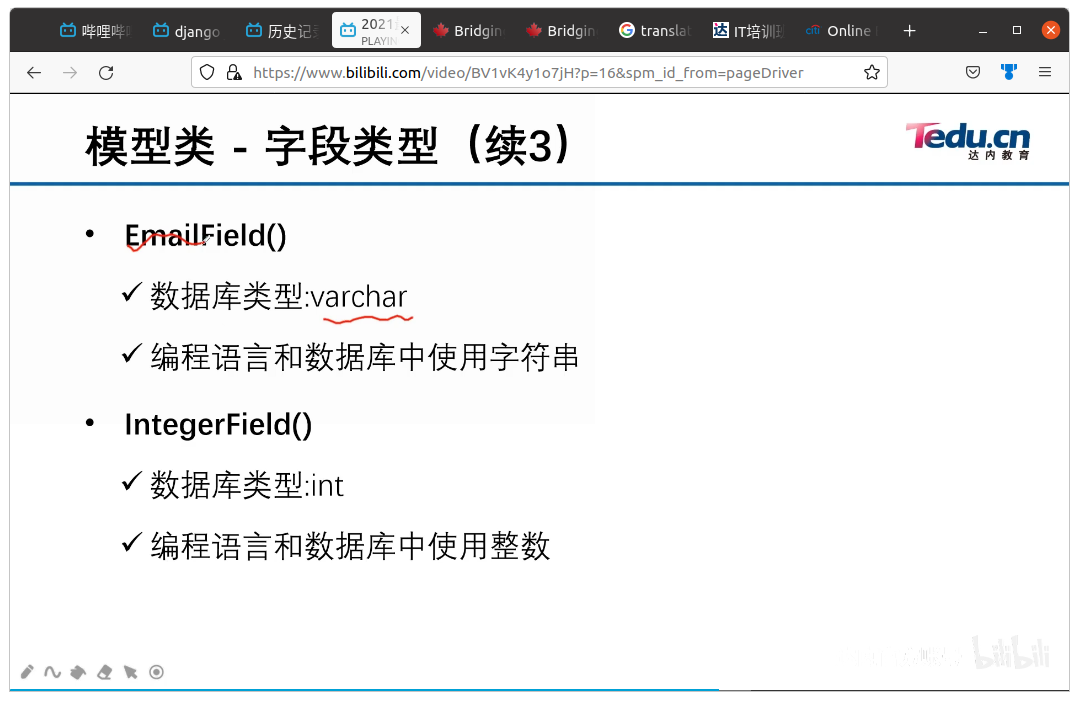 哔哩哔
django
历史记录
2021
PLAYIN
Bridgin
Bridgin
translat
达 IT培训班
citi Online
https://www.bilibili.com/video/BV1vK4y1o7jH?p=16&spm_id_from=pageDriver
模型类 - 字段类型（续3）
Tedu.cn
达内教育
• EmailField()
✓ 数据库类型:varchar
✓ 编程语言和数据库中使用字符串
• IntegerField()
✓ 数据库类型:int
✓ 编程语言和数据库中使用整数
bilibili